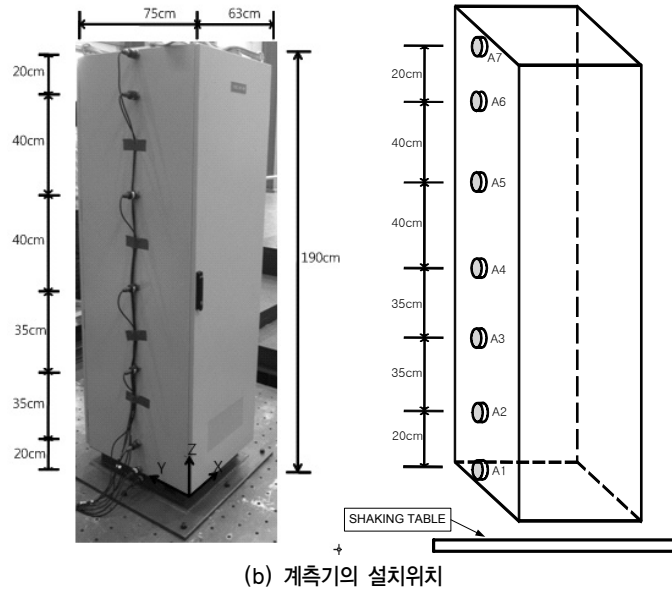 75cm 63cm
20cm
40cm
40cm
35cm
35cm
20cm
190cm
Z
Y X
20cm
40cm
40cm
35cm
35cm
20cm
A7
A6
A5
A4
A3
A2
A1
SHAKING TABLE
(b) 계측기의 설치위치